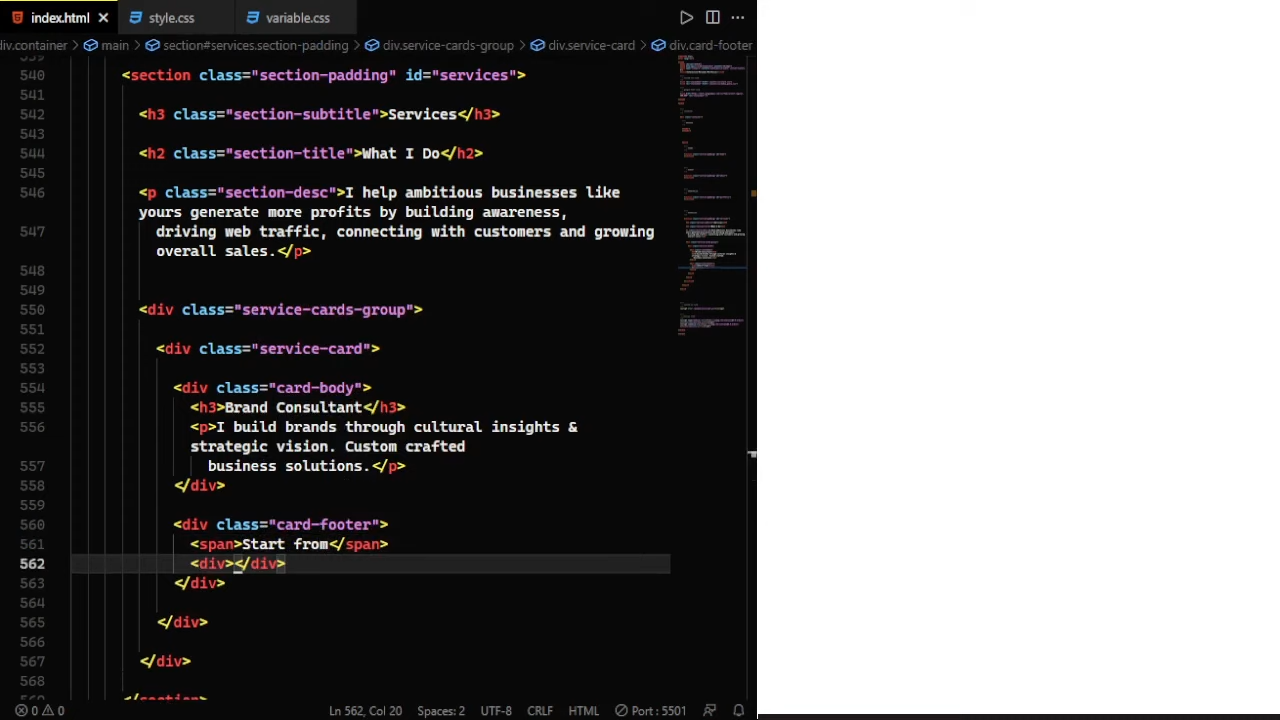 index.html
style.css
variable.css
div.container > main > section#services.section-padding > div.service-cards-group > div.service-card > div.card-footer
539
540 <section class="section-padding" id="services">
541
542 <h3 class="section-subtitle">Services</h3>
543
544 <h2 class="section-title">What I Do</h2>
545
546 <p class="section-desc">I help ambitious businesses like
yours generate more profits by building awareness,
547 driving web traffic, connecting with customers and growing
overall sales.</p>
548
549
550 <div class="service-cards-group">
551
552 <div class="service-card">
553
554 <div class="card-body">
555 <h3>Brand Consultant</h3>
556 <p>I build brands through cultural insights &
strategic vision. Custom crafted
557 business solutions.</p>
558 </div>
559
560 <div class="card-footer">
561 <span>Start from</span>
562 <div></div>
563 </div>
564
565 </div>
566
567 </div>
568
569 </section>
0 0 Ln 562, Col 20 Spaces: 2 UTF-8 CRLF HTML Port : 5501